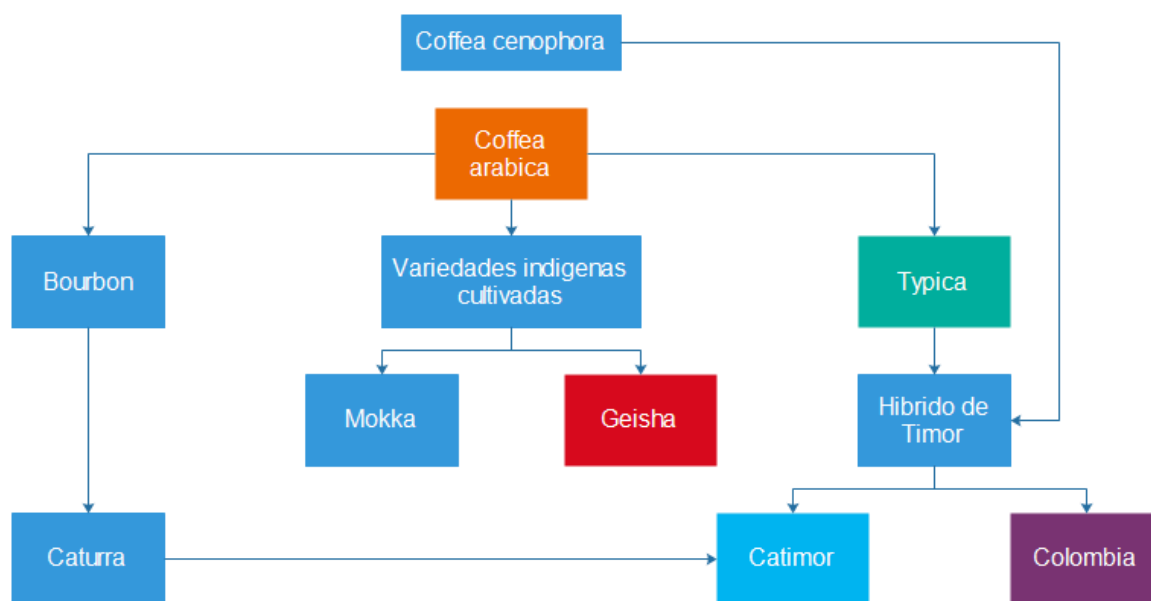 Coffea cenophora
Coffea
arabica
Bourbon
Variedades indigenas
cultivadas
Typica
Mokka
Geisha
Hibrido de
Timor
Caturra
Catimor
Colombia